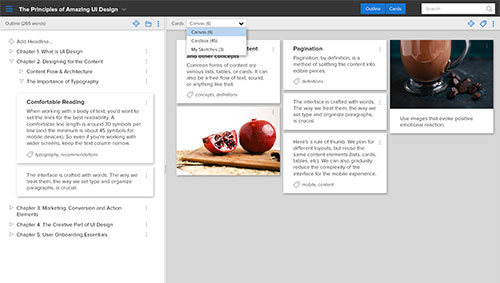 The Principles of Amazing UI Design
Outline Cards
Search
Outline (265 words)
Cards Canvas (6)
Canvas (6)
Cardbox (45)
My Sketches (3)
Add Headline...
Chapter 1. What is UI Design
Chapter 2. Designing for the Content
Content Flow & Architecture
The Importance of Typography
Comfortable Reading
When working with a body of text, you'd want to
set the lines for the best readability. A
comfortable line length is around 70 symbols per
line (and the minimum is about 45 symbols for
mobile devices). So even if you're working with
wider screens, keep the text column narrow.
typography, recommendations
The interface is crafted with words. The way we
treat them, the way we set type and organize
paragraphs, is crucial.
Chapter 3. Marketing, Conversion and Action
Elements
Chapter 4. The Creative Part of UI Design
Chapter 5: User Onboarding Essentials
and other concepts
Common forms of content are
various lists, tables, or cards. It can
also be a free flow of text, sound,
or anything like that.
concepts, definitions
Pagination
Pagination, by definition, is a
method of splitting the content into
edible pieces.
definitions
The interface is crafted with words.
The way we treat them, the way we
set type and organize paragraphs,
is crucial.
Here's a rule of thumb. We plan for
different layouts, but reuse the
same content elements (lists, cards,
tables, etc.). We can also gradually
reduce the complexity of the
interface for the mobile experience.
mobile, content
Use images that evoke positive
emotional reaction.